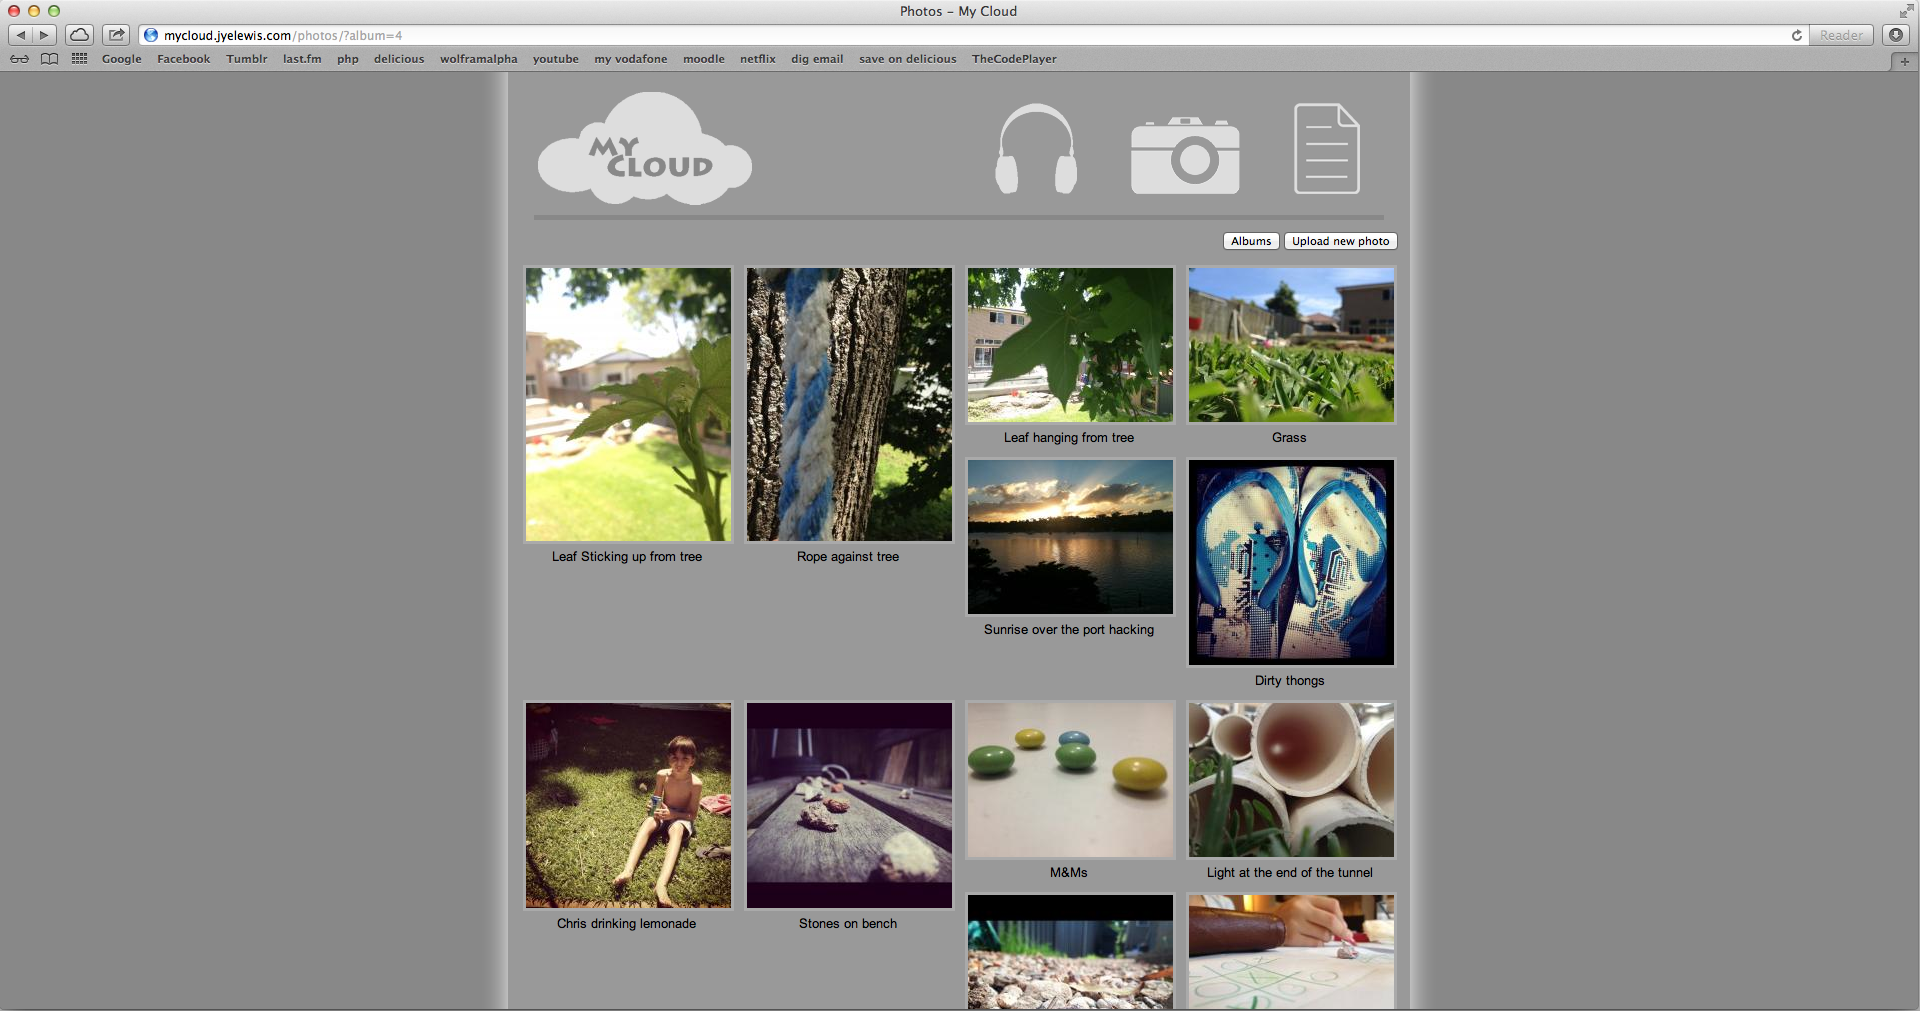 Photos – My Cloud
mycloud.jyelewis.com/photos/?album=4
Reader
Google Facebook Tumblr last.fm php delicious wolframalpha youtube my vodafone moodle netflix dig email save on delicious TheCodePlayer
MY
CLOUD
Albums Upload new photo
Leaf hanging from tree Grass
Leaf Sticking up from tree Rope against tree
Sunrise over the port hacking
Dirty thongs
M&Ms Light at the end of the tunnel
Chris drinking lemonade Stones on bench